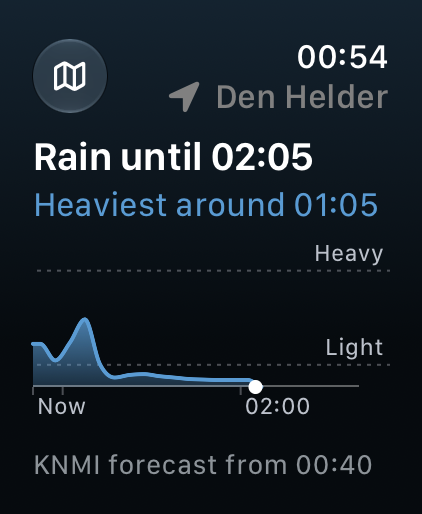 00:54
Den Helder
Rain until 02:05
Heaviest around 01:05
Heavy
Light
Now
02:00
KNMI forecast from 00:40